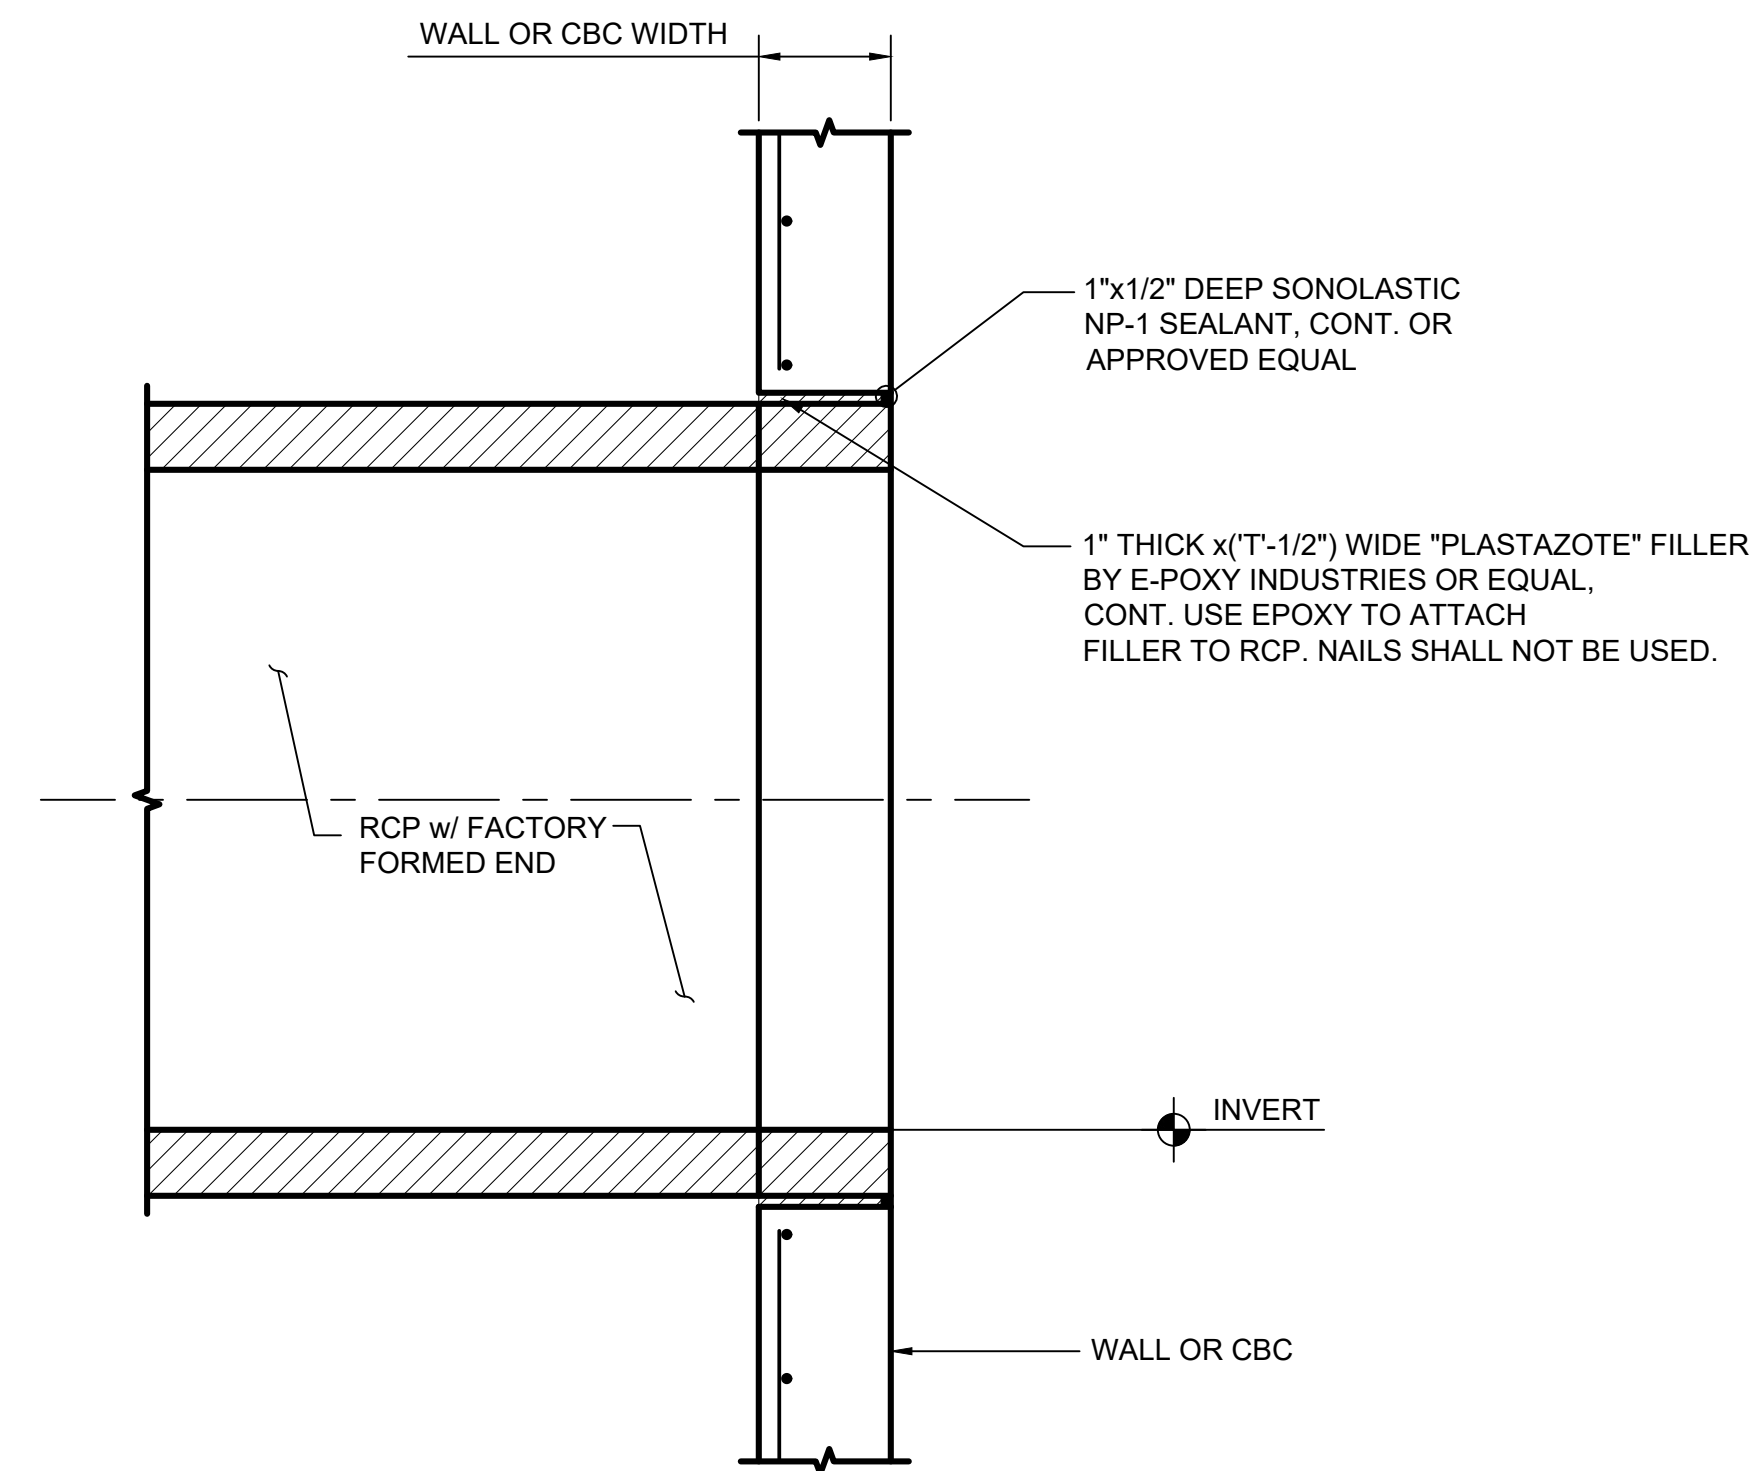 WALL OR CBC WIDTH
1"x1/2" DEEP SONOLASTIC
NP-1 SEALANT, CONT. OR
APPROVED EQUAL
1" THICK x('T'-1/2") WIDE "PLASTAZOTE" FILLER
BY E-POXY INDUSTRIES OR EQUAL,
CONT. USE EPOXY TO ATTACH
FILLER TO RCP. NAILS SHALL NOT BE USED.
RCP w/ FACTORY
FORMED END
INVERT
WALL OR CBC